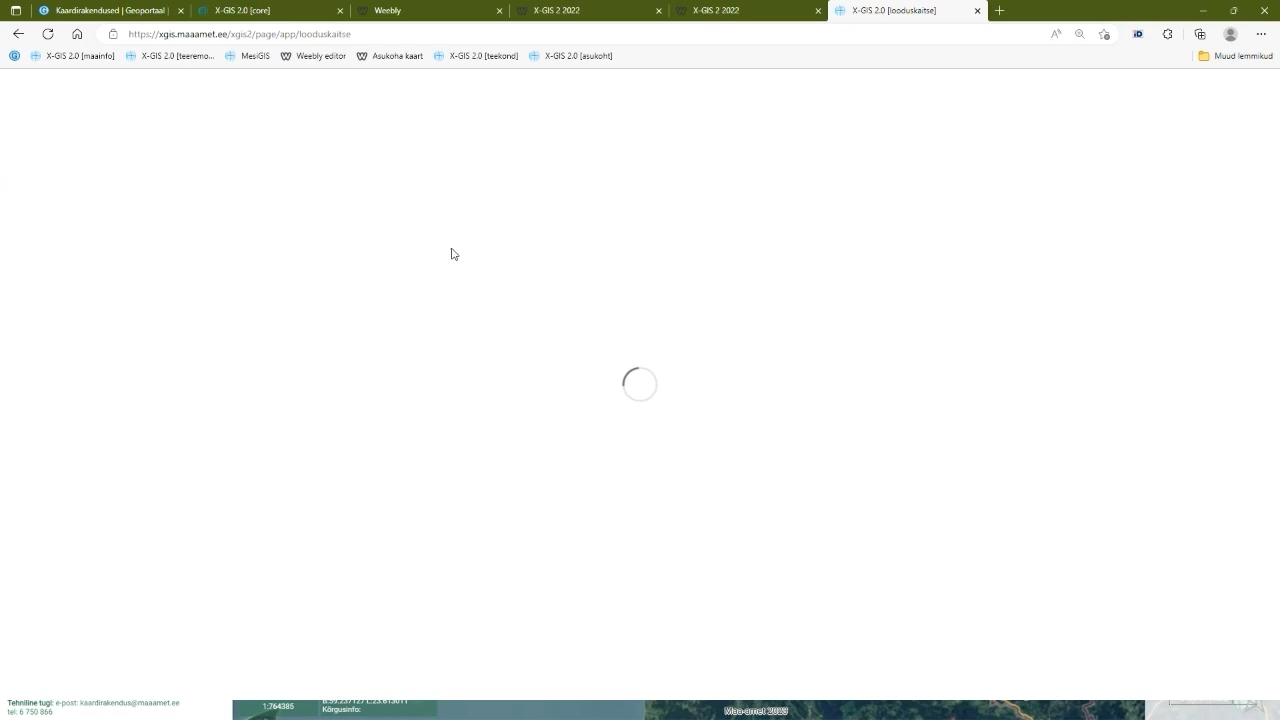 Kaardirakendused | Geoportaal
X-GIS 2.0 [core]
Weebly
X-GIS 2 2022
X-GIS 2 2022
X-GIS 2.0 [looduskaitse]
https://xgis.maaamet.ee/xgis2/page/app/looduskaitse
X-GIS 2.0 [maainfo]
X-GIS 2.0 [teeremo...
MesiGIS
Weebly editor
Asukoha kaart
X-GIS 2.0 [teekond]
X-GIS 2.0 [asukoht]
Muud lemmikud
Tehniline tugi: e-post: kaardirakendus@maaamet.ee
tel: 6 750 866
1:764385
Kõrgusinfo:
Maa-amet 2023